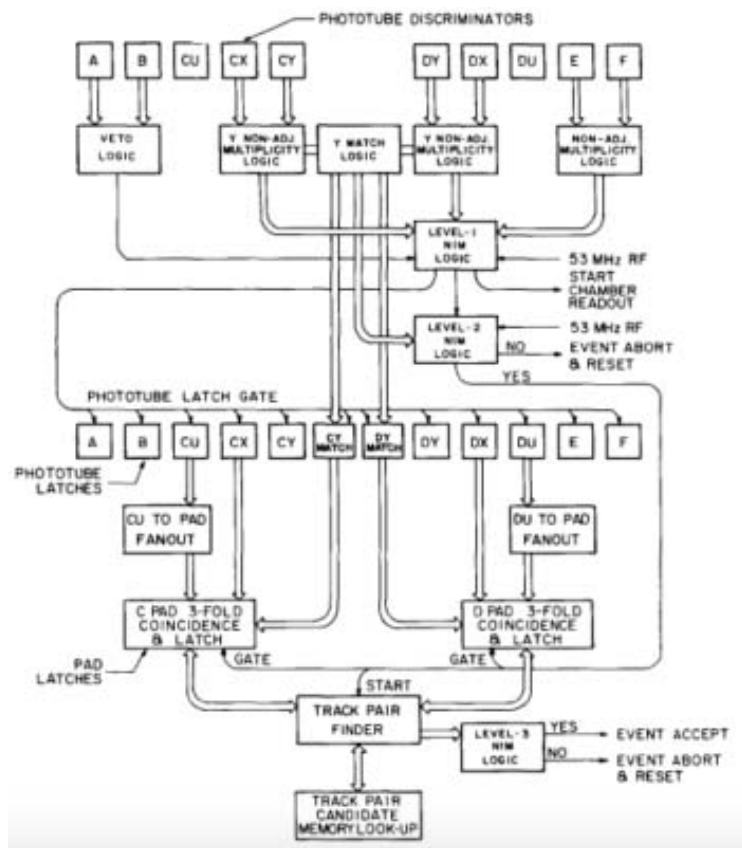 PHOTOTUBE DISCRIMINATORS
A B CU CX CY DY DX DU E F
VETO
LOGIC
Y NON-ADJ.
MULTIPLICITY
LOGIC
Y MATCH
LOGIC
Y NON-ADJ.
MULTIPLICITY
LOGIC
NON-ADJ.
MULTIPLICITY
LOGIC
LEVEL-1
NIM
LOGIC
53 MHz RF
START
CHAMBER
READOUT
LEVEL-2
NIM
LOGIC
53 MHz RF
NO
EVENT ABORT
& RESET
YES
PHOTOTUBE LATCH GATE
A B CU CX CY
CY
MATCH
DY
MATCH
DY DX DU E F
PHOTOTUBE
LATCHES
CU TO PAD
FANOUT
DU TO PAD
FANOUT
C PAD 3-FOLD
COINCIDENCE
& LATCH
D PAD 3-FOLD
COINCIDENCE
& LATCH
PAD
LATCHES
GATE
GATE
START
TRACK PAIR
FINDER
LEVEL-3
NIM
LOGIC
YES
EVENT ACCEPT
NO
EVENT ABORT
& RESET
TRACK PAIR
CANDIDATE
MEMORY LOOK-UP